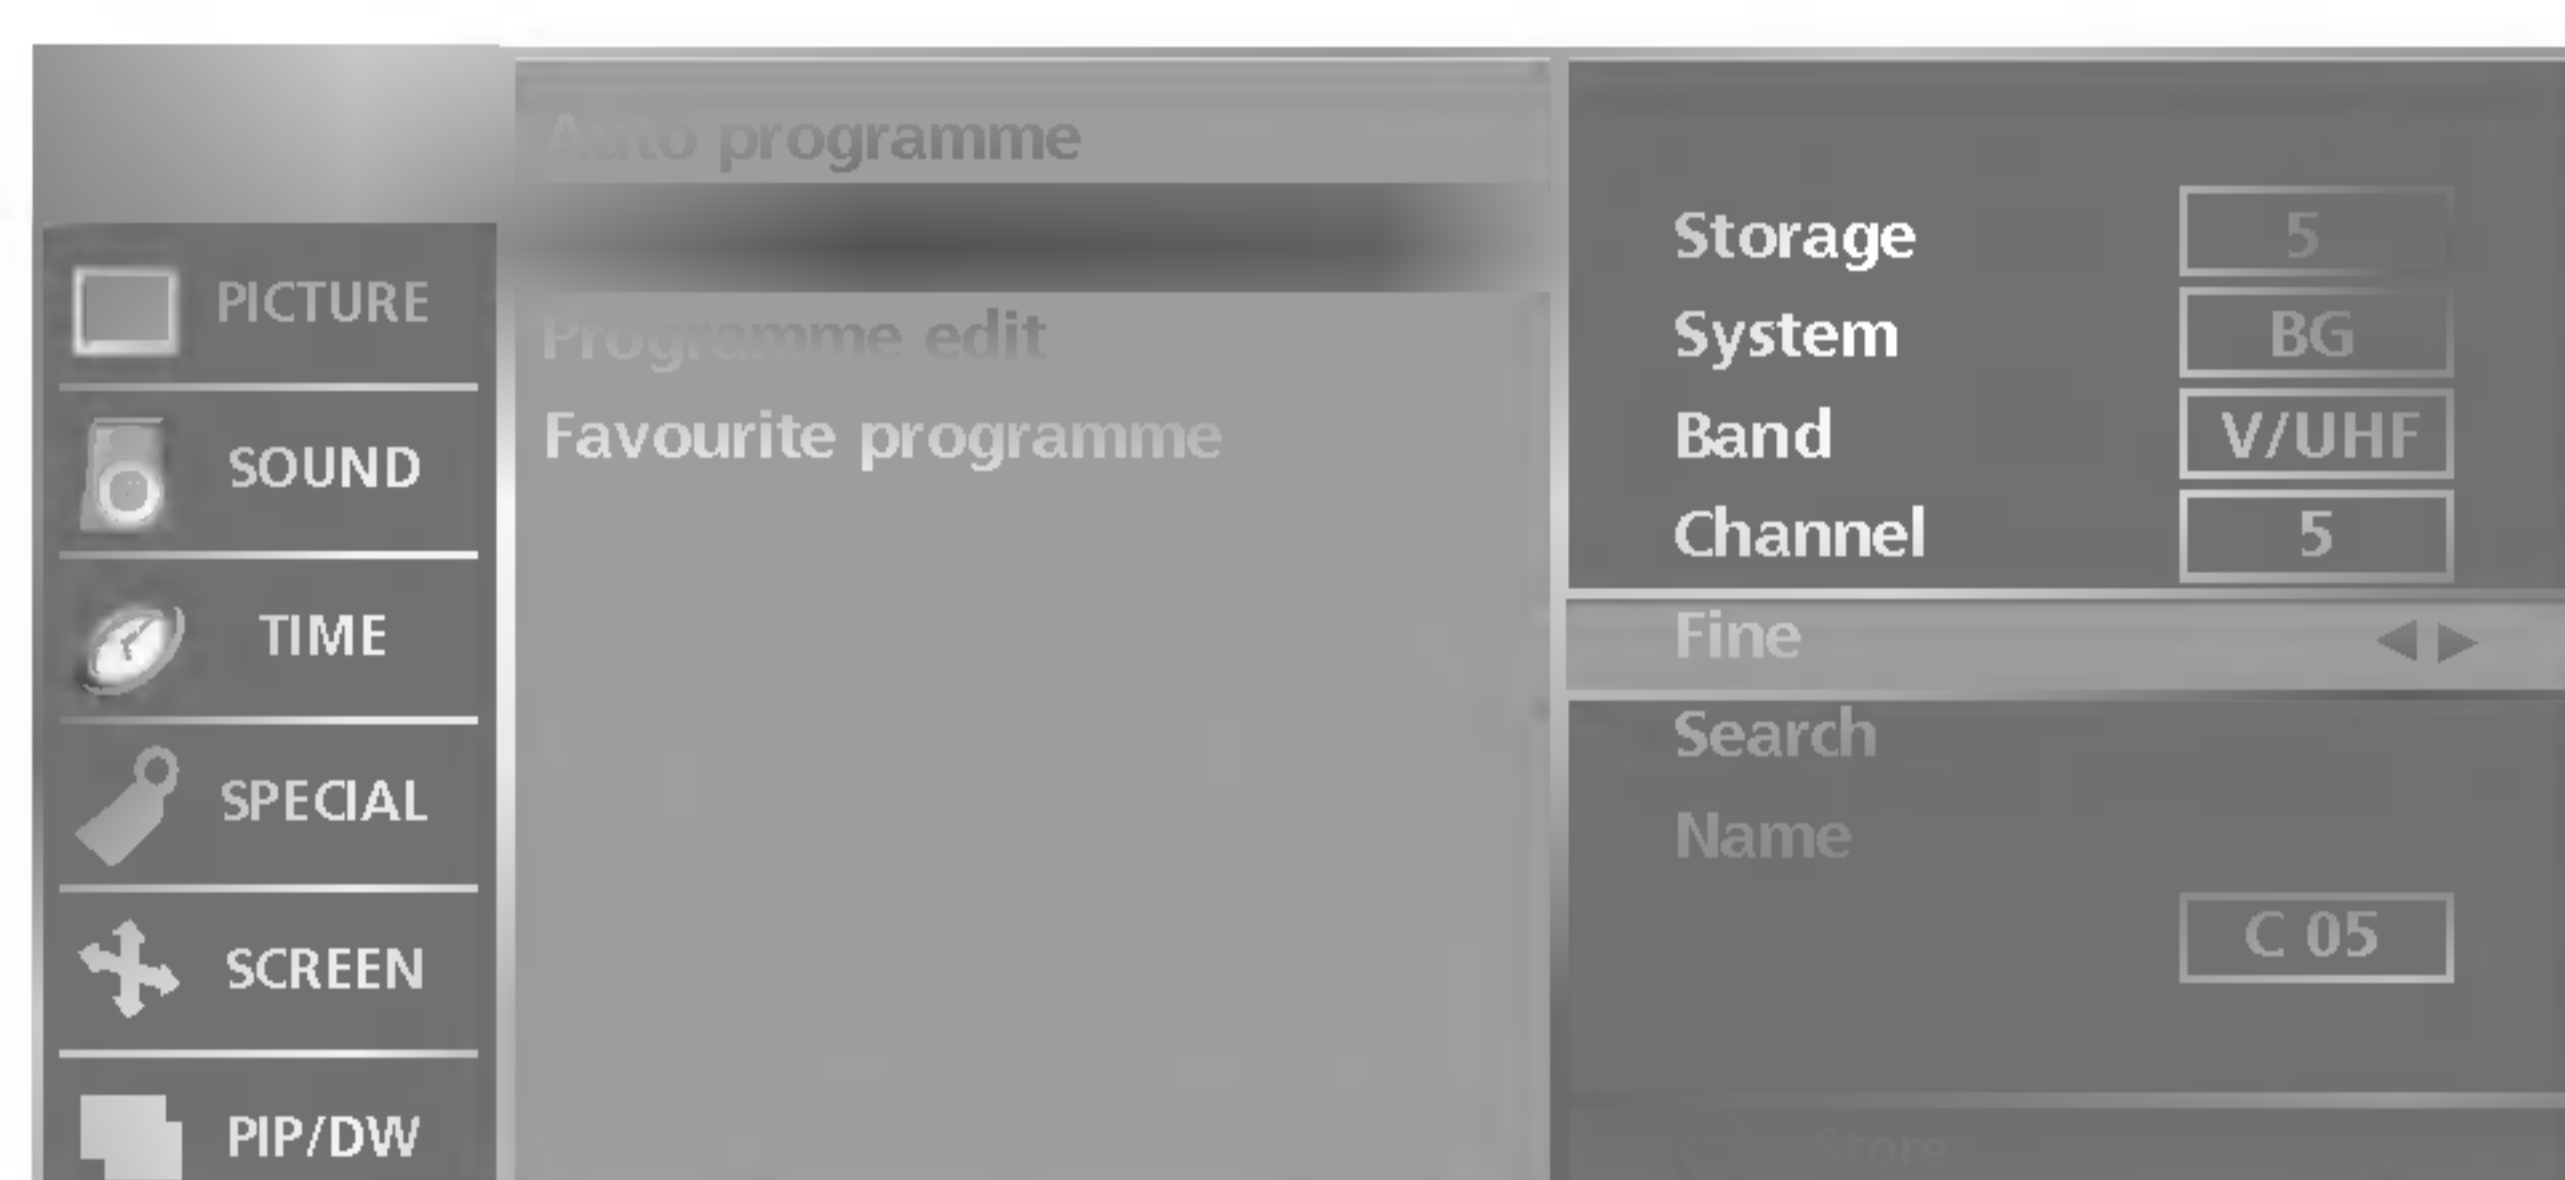 Auto programme
Programme edit
Favourite programme
PICTURE
SOUND
TIME
SPECIAL
SCREEN
PIP/DW
Storage 5
System BG
Band V/UHF
Channel 5
Fine ◀ ▶
Search
Name
C 05
Store